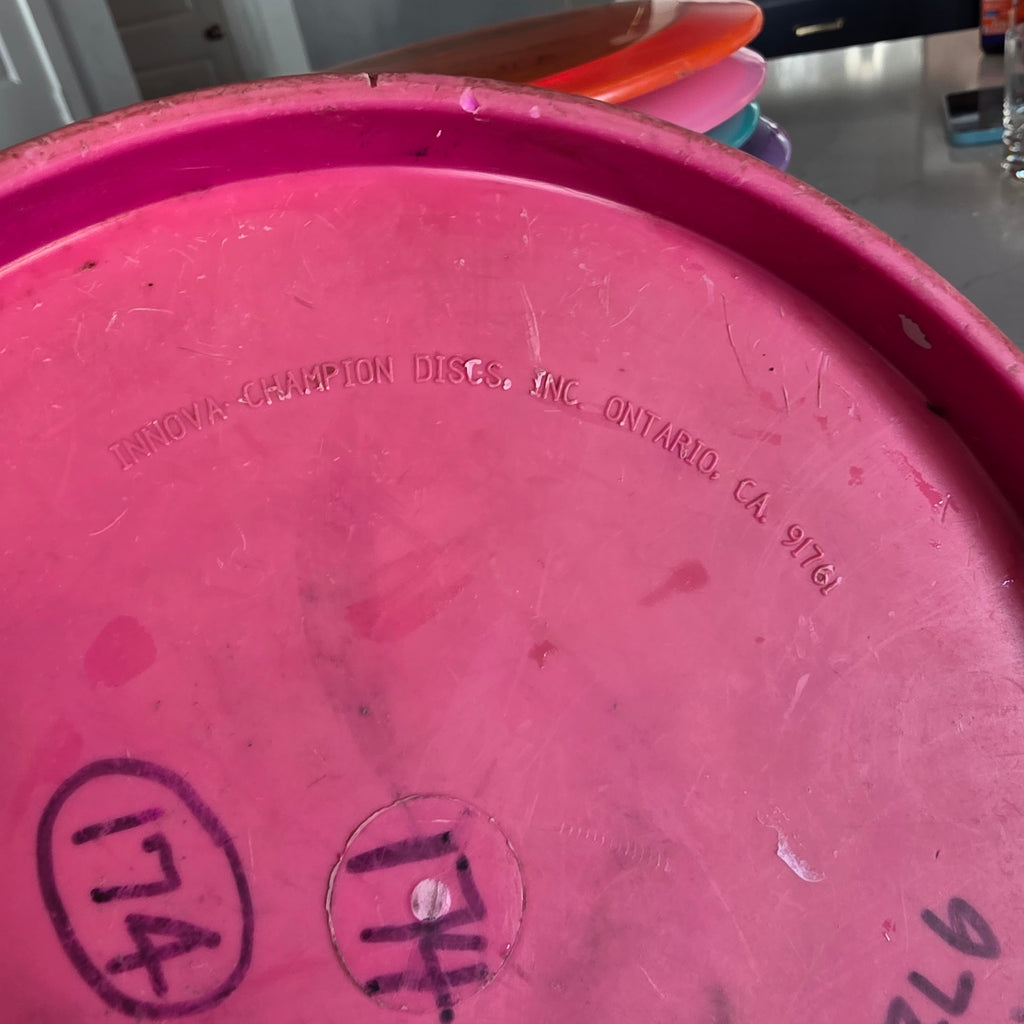 INNOVA-CHAMPION DISCS, INC. ONTARIO, CA. 91761
174
174